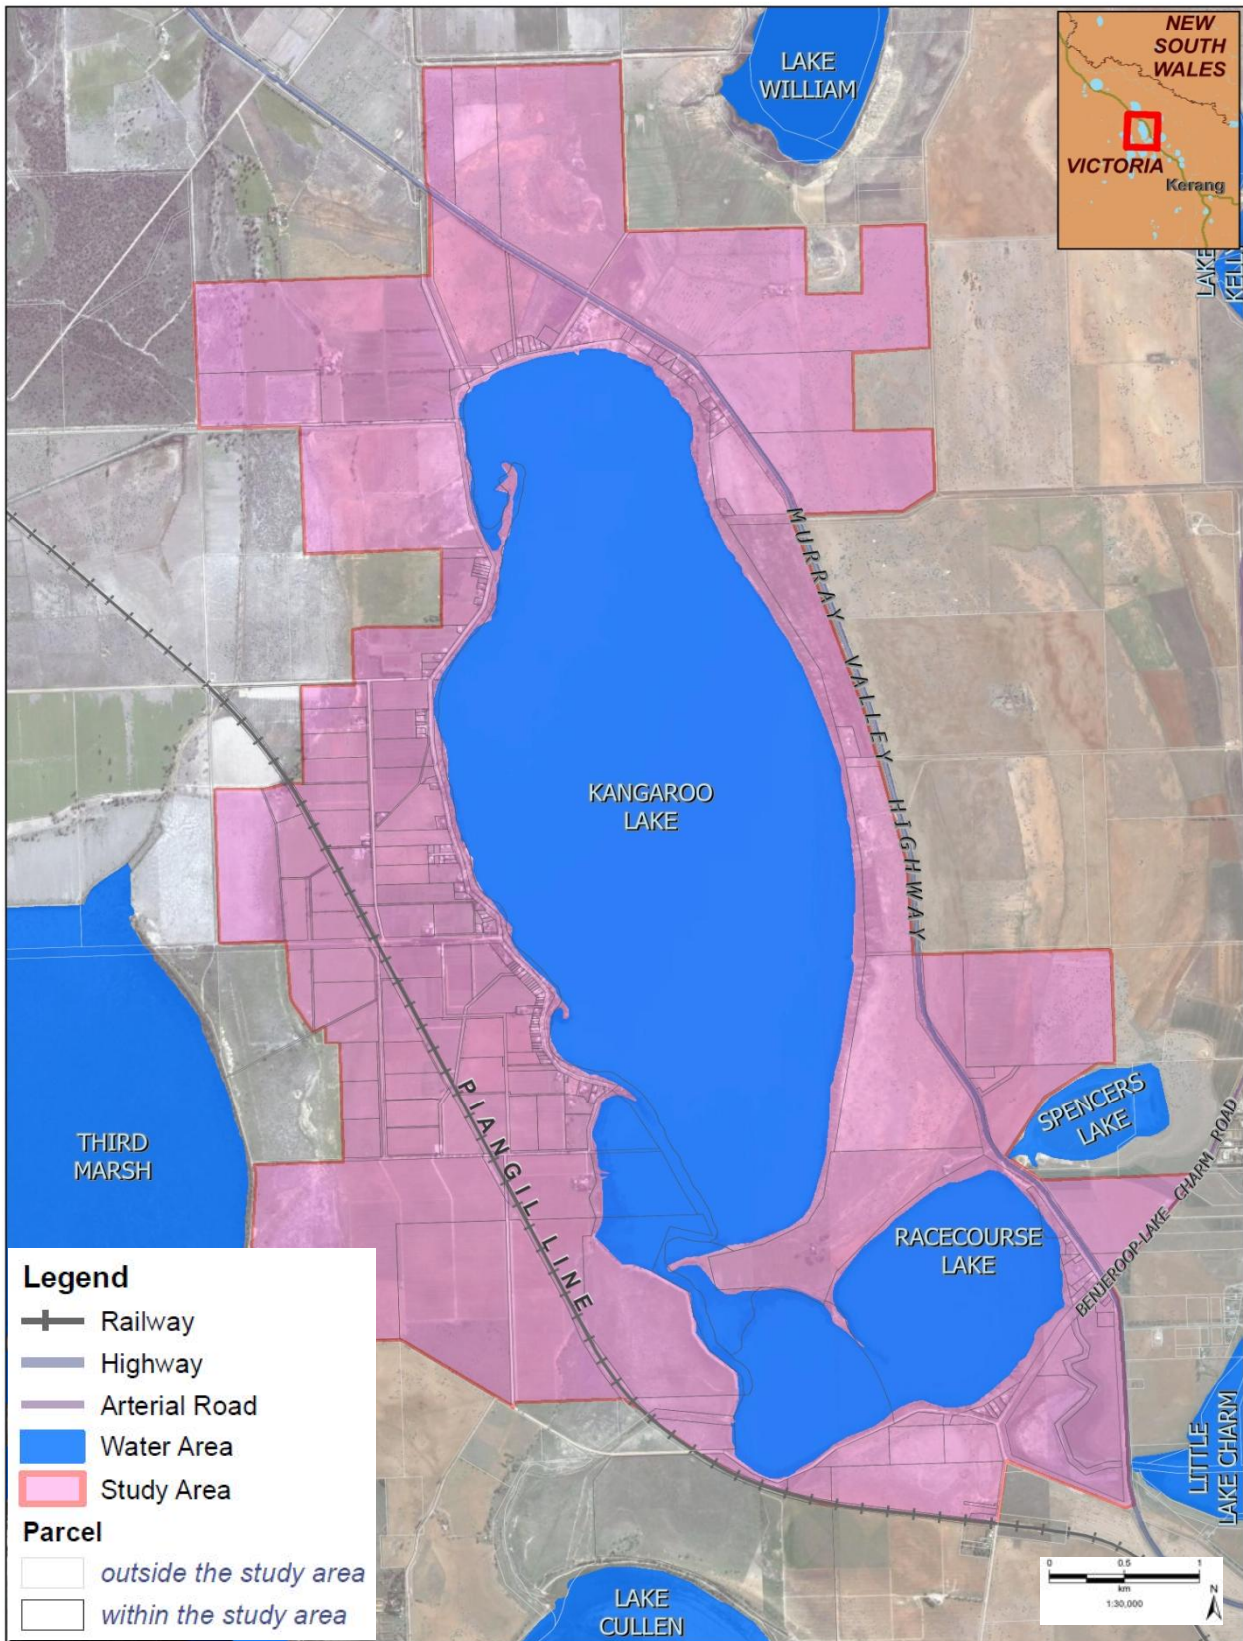 LAKE
WILLIAM
NEW
SOUTH
WALES
VICTORIA
Kerang
LAKE
MURRAY VALLEY HIGHWAY
KANGAROO
LAKE
SPENCERS
LAKE
BENJEROOP-LAKE CHARM ROAD
THIRD
MARSH
PIANGIL LINE
RACECOURSE
LAKE
LITTLE
LAKE CHARM
LAKE
CULLEN
Legend
Railway
Highway
Arterial Road
Water Area
Study Area
Parcel
outside the study area
within the study area
0 0.5 1
km
1:30,000
N